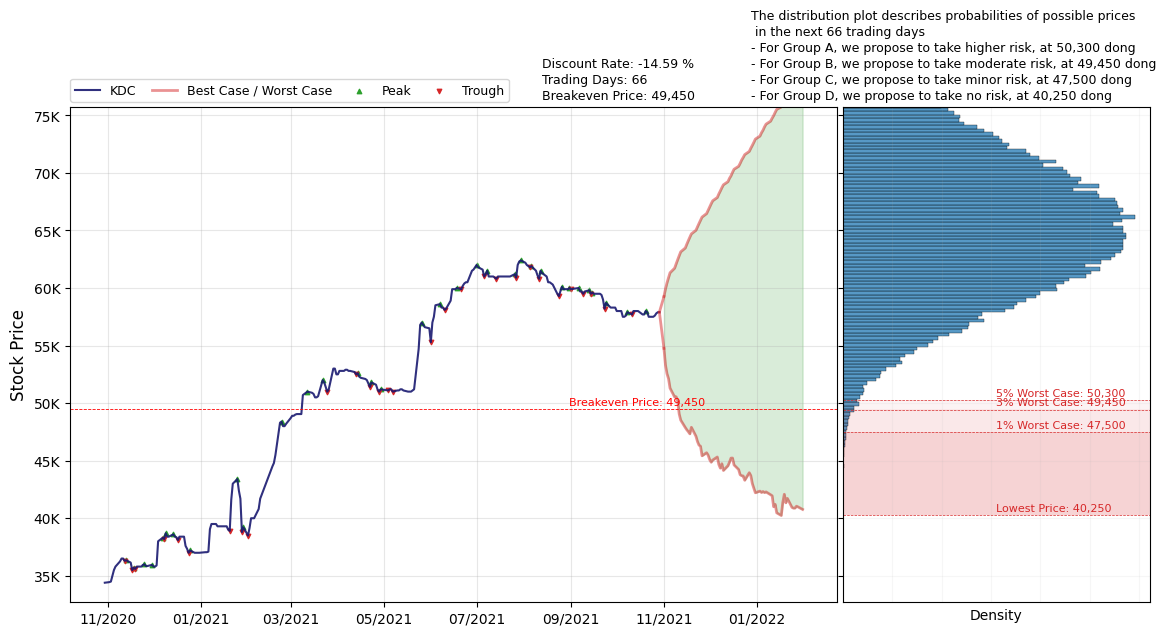 The distribution plot describes probabilities of possible prices
in the next 66 trading days
- For Group A, we propose to take higher risk, at 50,300 dong
- For Group B, we propose to take moderate risk, at 49,450 dong
- For Group C, we propose to take minor risk, at 47,500 dong
- For Group D, we propose to take no risk, at 40,250 dong
Discount Rate: -14.59 %
Trading Days: 66
Breakeven Price: 49,450
KDC
Best Case / Worst Case
Peak
Trough
75K
70K
65K
60K
55K
50K
45K
40K
35K
Stock Price
Breakeven Price: 49,450
5% Worst Case: 50,300
3% Worst Case: 49,450
1% Worst Case: 47,500
Lowest Price: 40,250
11/2020
01/2021
03/2021
05/2021
07/2021
09/2021
11/2021
01/2022
Density